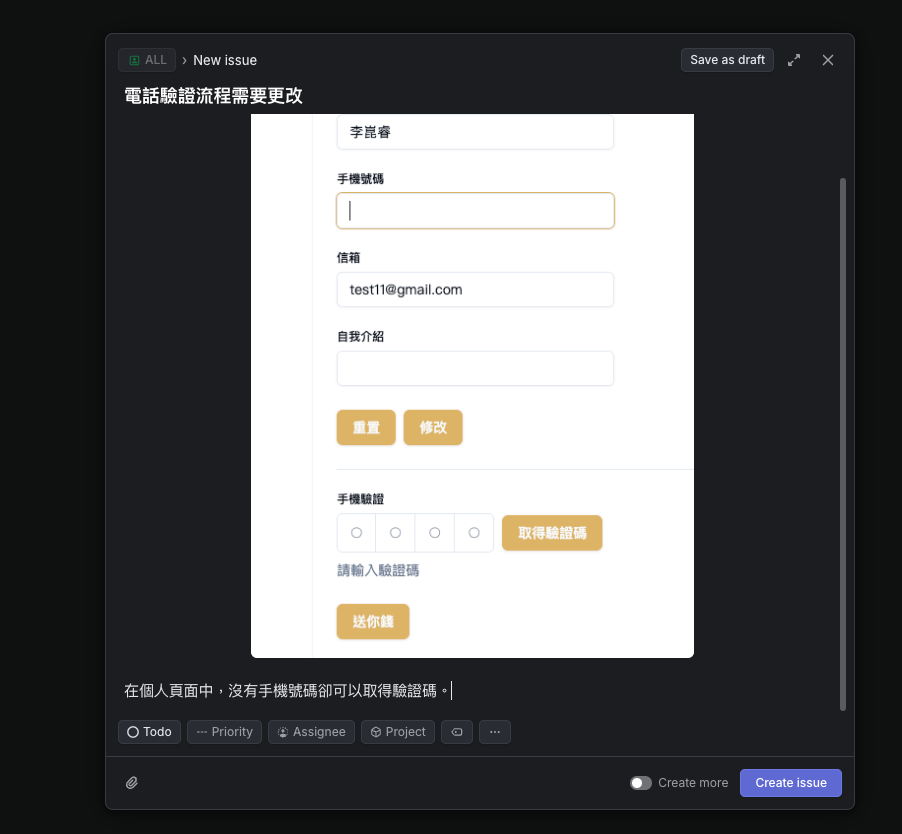 ALL › New issue
Save as draft
電話驗證流程需要更改
李崑睿
手機號碼
信箱
test11@gmail.com
自我介紹
重置
修改
手機驗證
取得驗證碼
請輸入驗證碼
送你錢
在個人頁面中，沒有手機號碼卻可以取得驗證碼。
Todo
--- Priority
Assignee
Project
...
Create more
Create issue